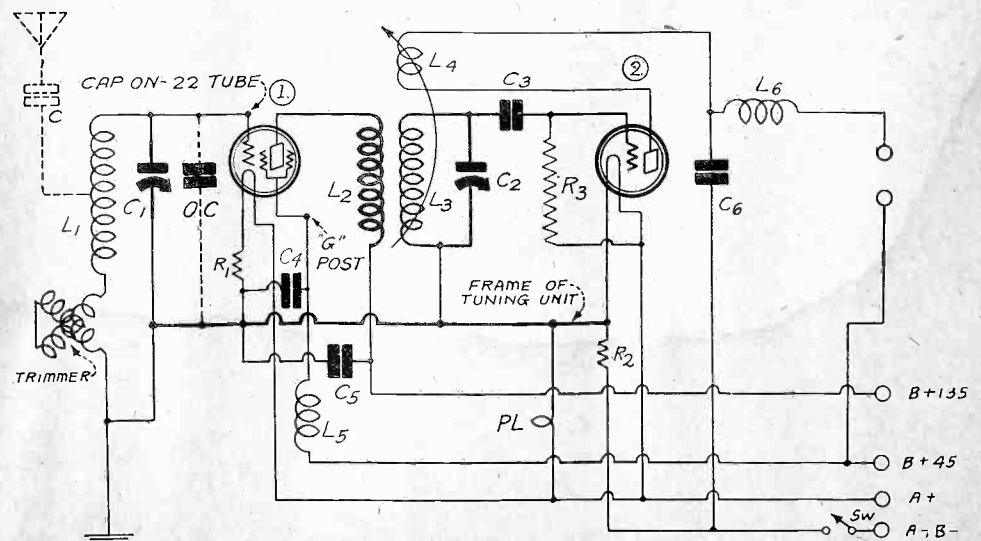 C
CAP ON-22 TUBE
1.
L4
C3
2.
L6
L1
C1
O.C
L2
L3
C2
R3
C6
"G"
POST
R1
C4
FRAME OF
TUNING UNIT
TRIMMER
C5
R2
L5
PL
B+135
B+45
A+
SW
A-, B-